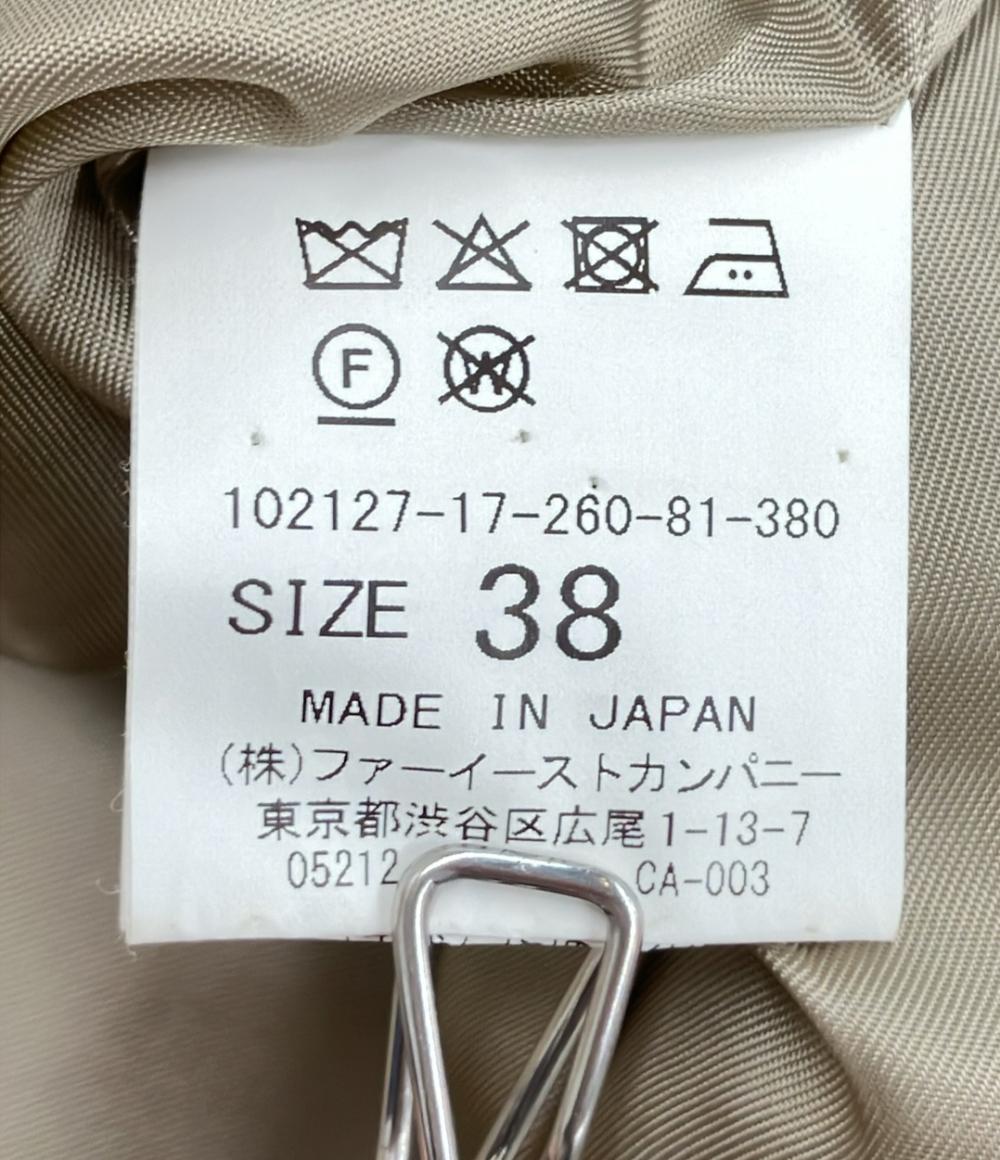 F W
102127-17-260-81-380
SIZE 38
MADE IN JAPAN
(株)ファーイーストカンパニー
東京都渋谷区広尾1-13-7
05212 CA-003